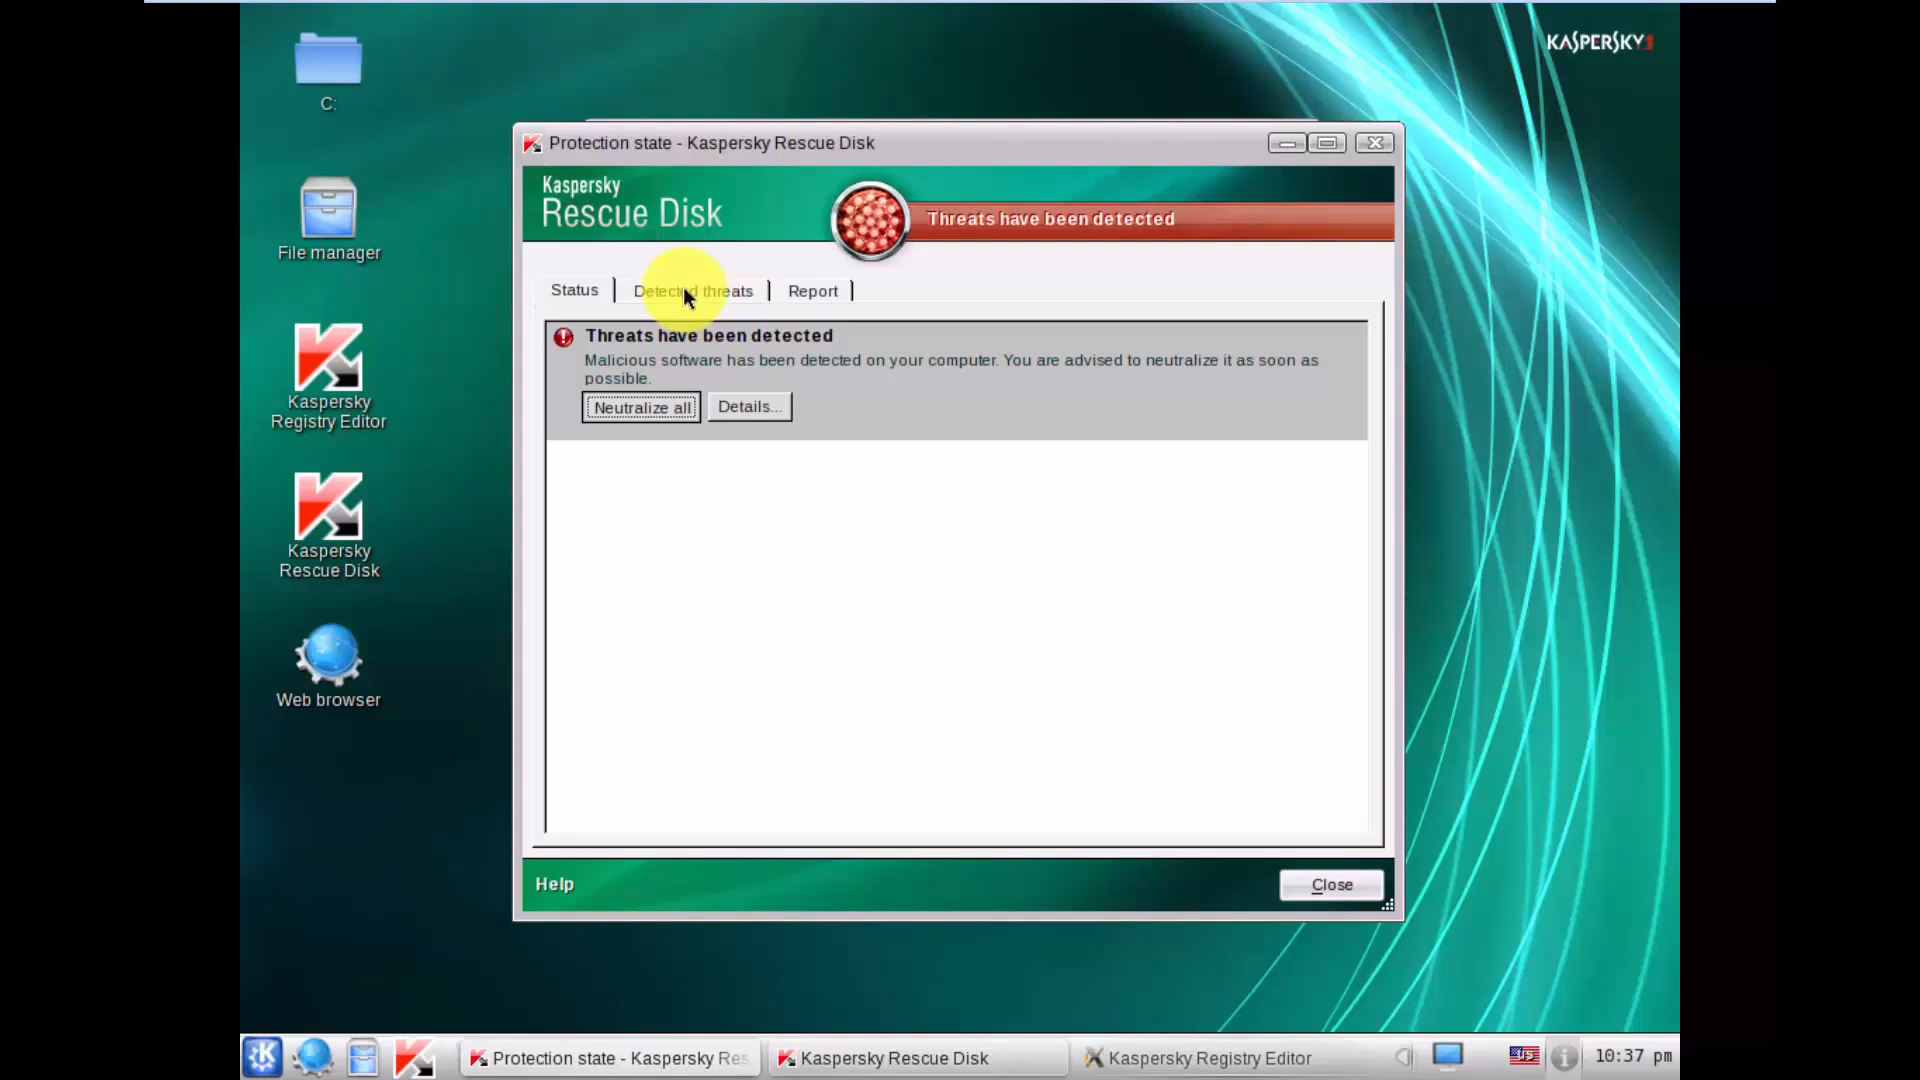 KASPERSKY
C:
File manager
Kaspersky
Registry Editor
Kaspersky
Rescue Disk
Web browser
Protection state - Kaspersky Rescue Disk
Kaspersky
Rescue Disk
Threats have been detected
Status
Detected threats
Report
Threats have been detected
Malicious software has been detected on your computer. You are advised to neutralize it as soon as
possible.
Neutralize all
Details...
Help
Close
Protection state - Kaspersky Res
Kaspersky Rescue Disk
Kaspersky Registry Editor
US
10:37 pm